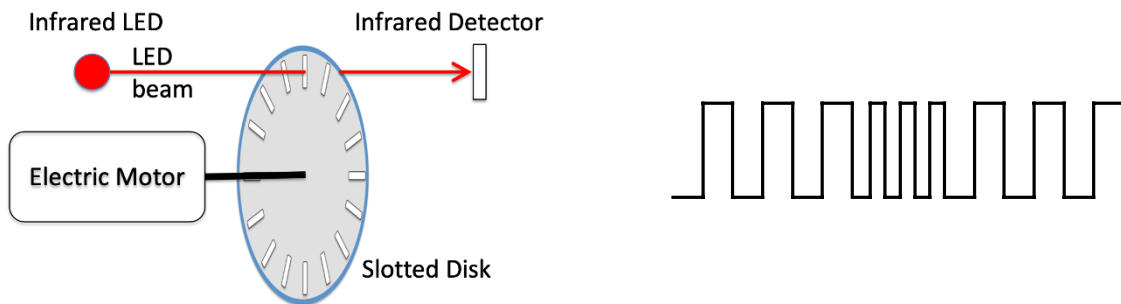 Infrared LED
Infrared Detector
LED
beam
Electric Motor
Slotted Disk